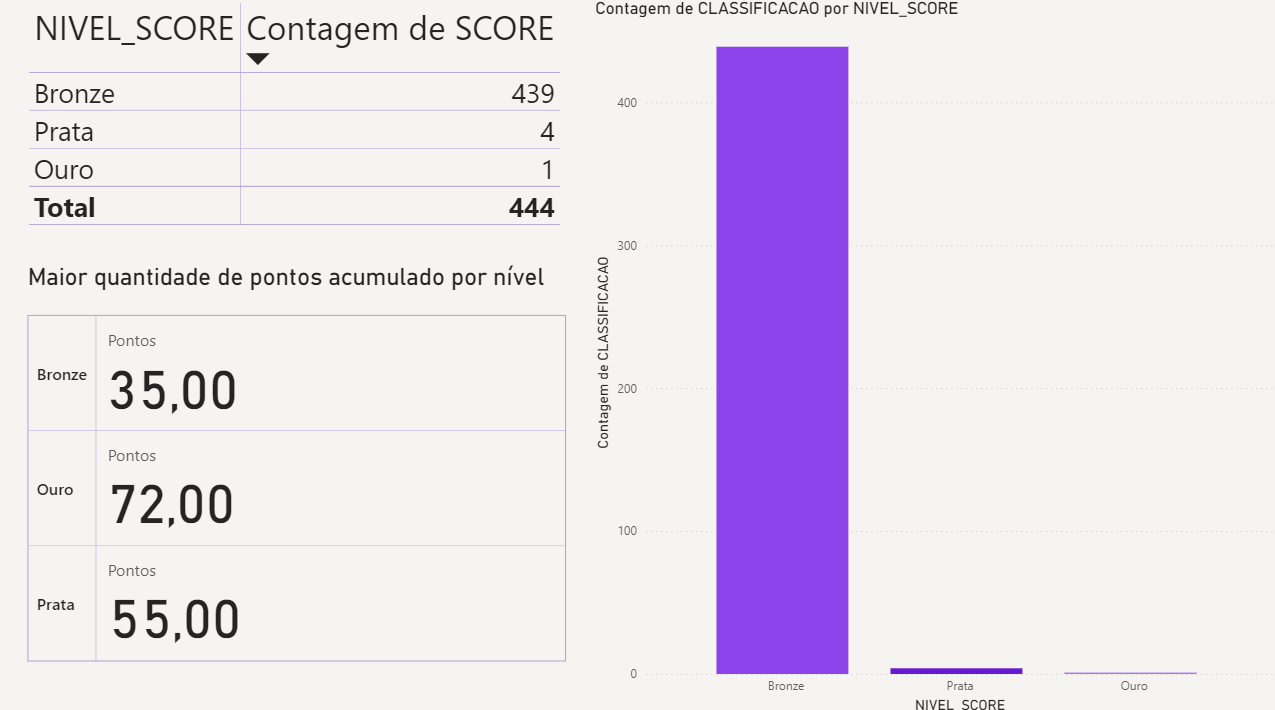 NIVEL_SCORE Contagem de SCORE
Bronze 439
Prata 4
Ouro 1
Total 444
Maior quantidade de pontos acumulado por nível
Bronze
Pontos
35,00
Ouro
Pontos
72,00
Prata
Pontos
55,00
Contagem de CLASSIFICACAO por NIVEL_SCORE
Contagem de CLASSIFICACAO
400
300
200
100
0
Bronze Prata Ouro
NIVEL_SCORE